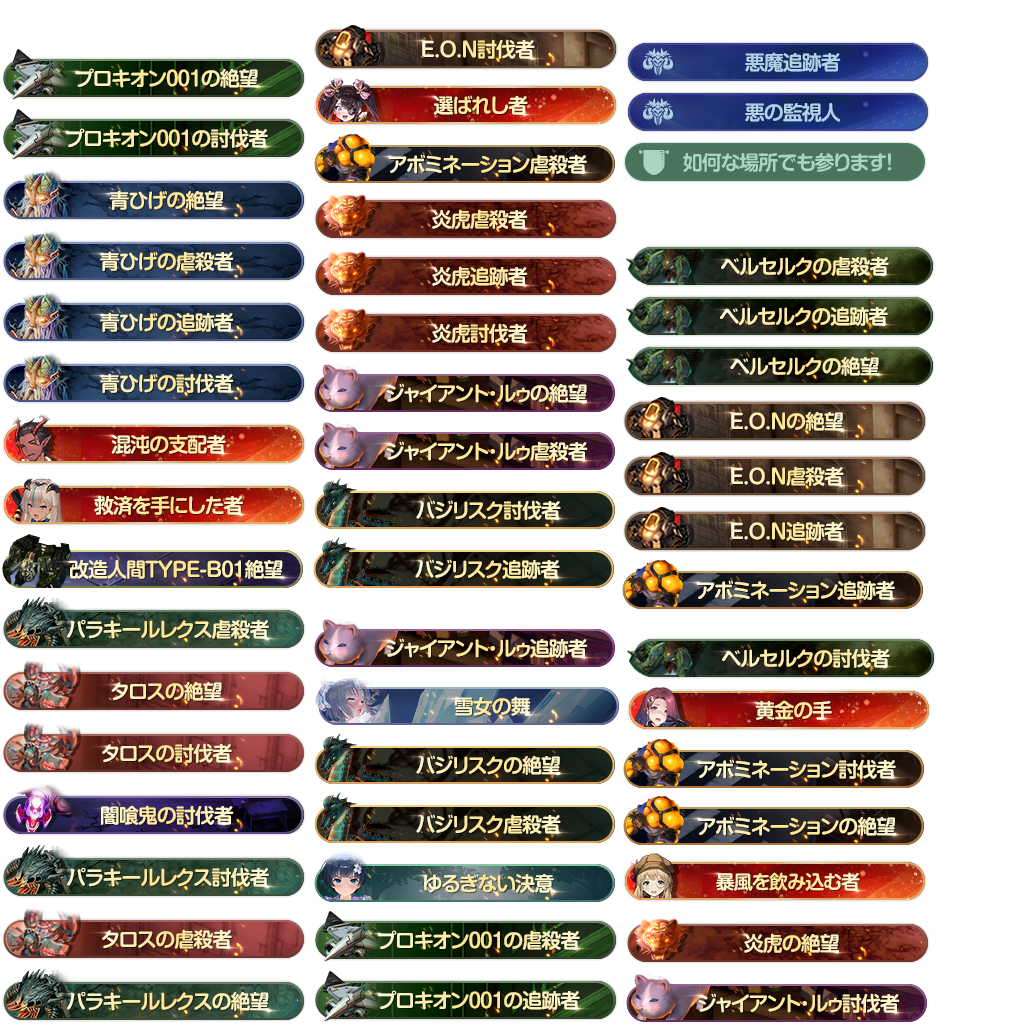 プロキオン001の絶望
プロキオン001の討伐者
青ひげの絶望
青ひげの虐殺者
青ひげの追跡者
青ひげの討伐者
混沌の支配者
救済を手にした者
改造人間TYPE-B01絶望
パラキールレクス虐殺者
タロスの絶望
タロスの討伐者
闇喰鬼の討伐者
パラキールレクス討伐者
タロスの虐殺者
パラキールレクスの絶望
E.O.N討伐者
選ばれし者
アボミネーション虐殺者
炎虎虐殺者
炎虎追跡者
炎虎討伐者
ジャイアント・ルゥの絶望
ジャイアント・ルゥ虐殺者
バジリスク討伐者
バジリスク追跡者
ジャイアント・ルゥ追跡者
雪女の舞
バジリスクの絶望
バジリスク虐殺者
ゆるぎない決意
プロキオン001の虐殺者
プロキオン001の追跡者
悪魔追跡者
悪の監視人
如何な場所でも参ります!
ベルセルクの虐殺者
ベルセルクの追跡者
ベルセルクの絶望
E.O.Nの絶望
E.O.N虐殺者
E.O.N追跡者
アボミネーション追跡者
ベルセルクの討伐者
黄金の手
アボミネーション討伐者
アボミネーションの絶望
暴風を飲み込む者
炎虎の絶望
ジャイアント・ルゥ討伐者